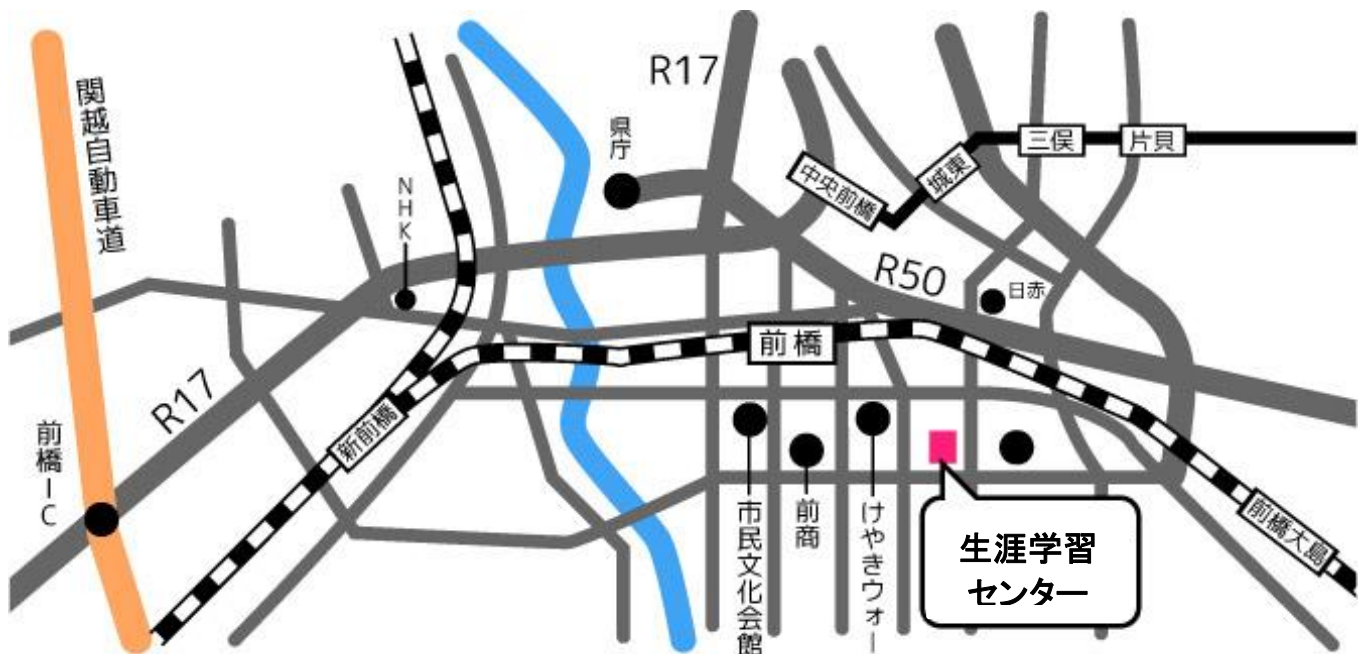 関越自動車道
R17
県庁
三俣
片貝
城東
中央前橋
NHK
R50
日赤
前橋
R17
新前橋
前橋IC
市民文化会館
前商
けやきウォー
前橋大島
生涯学習
センター